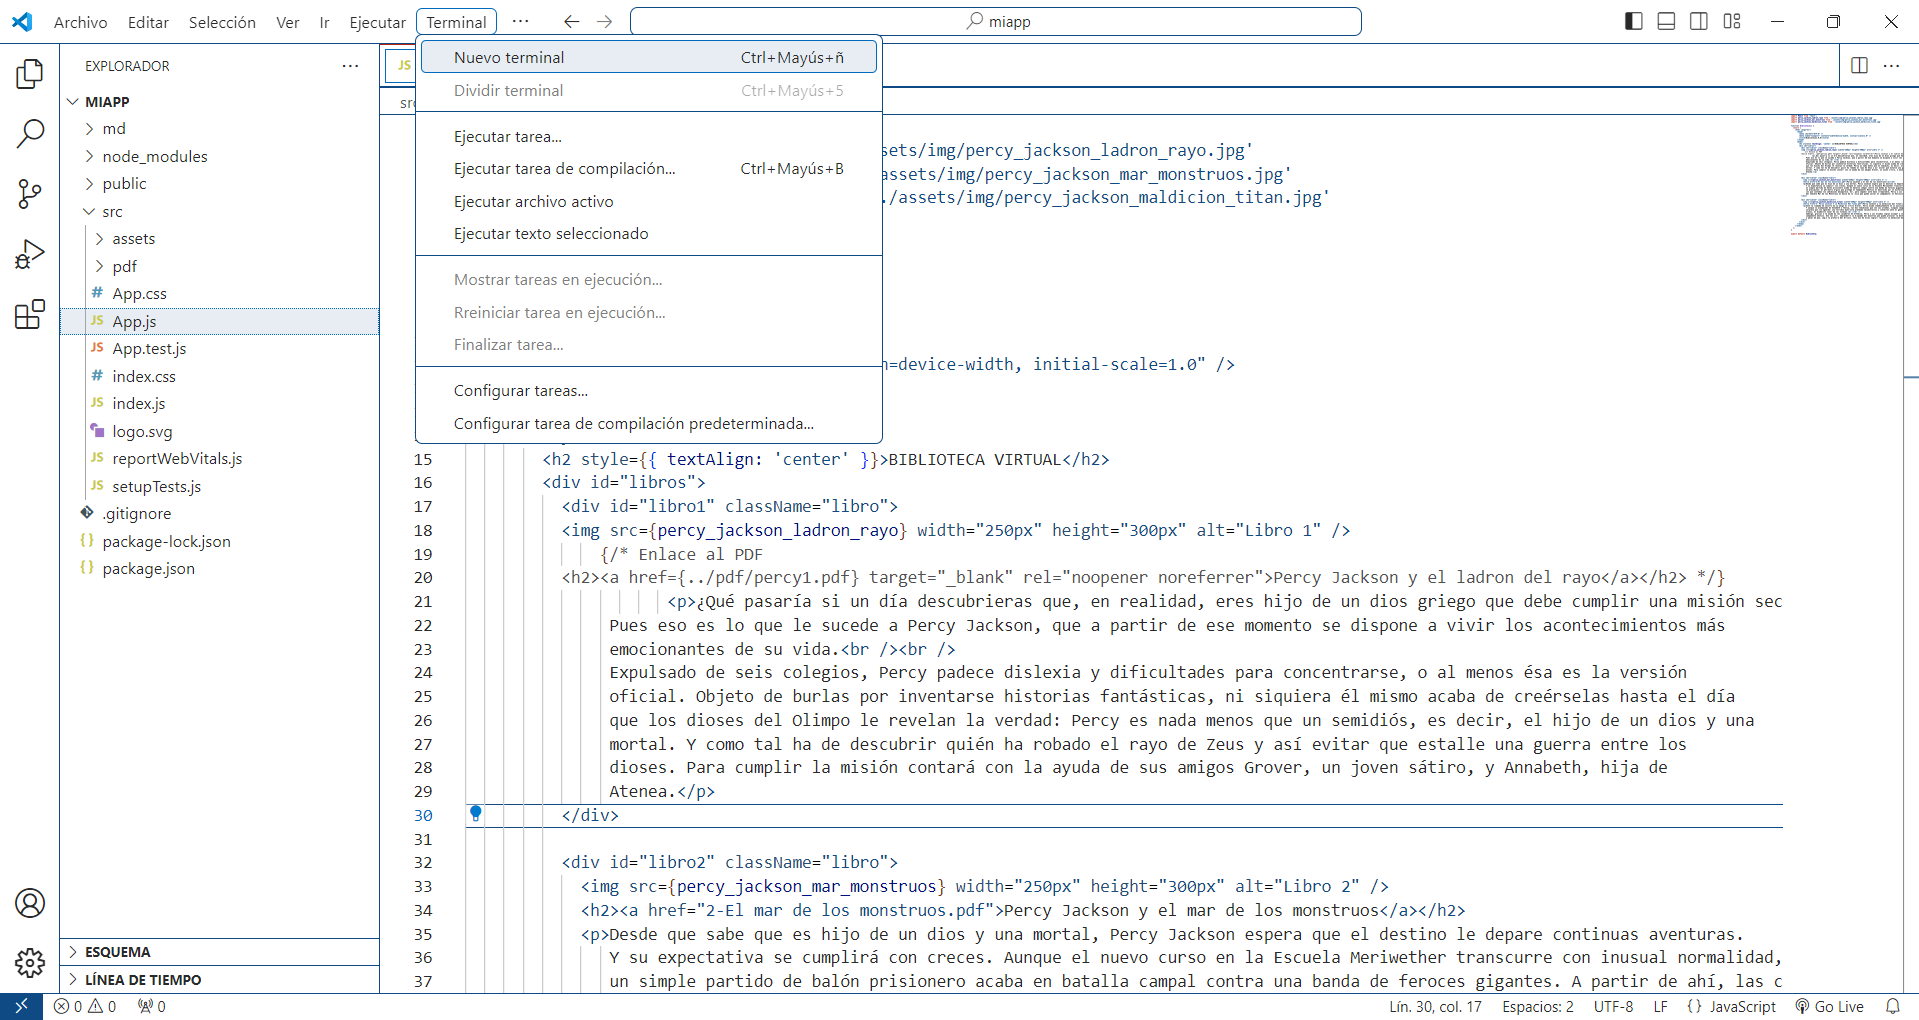 Archivo Editar Selección Ver Ir Ejecutar Terminal ··· miapp
EXPLORADOR ···
MIAPP
md
node_modules
public
src
assets
pdf
# App.css
JS App.js
JS App.test.js
# index.css
JS index.js
logo.svg
JS reportWebVitals.js
JS setupTests.js
.gitignore
{} package-lock.json
{} package.json
ESQUEMA
LÍNEA DE TIEMPO
JS
Nuevo terminal Ctrl+Mayús+ñ
Dividir terminal Ctrl+Mayús+5
Ejecutar tarea...
Ejecutar tarea de compilación... Ctrl+Mayús+B
Ejecutar archivo activo
Ejecutar texto seleccionado
Mostrar tareas en ejecución...
Rreiniciar tarea en ejecución...
Finalizar tarea...
Configurar tareas...
Configurar tarea de compilación predeterminada...
sets/img/percy_jackson_ladron_rayo.jpg'
assets/img/percy_jackson_mar_monstruos.jpg'
./assets/img/percy_jackson_maldicion_titan.jpg'
=device-width, initial-scale=1.0" />
15 <h2 style={{ textAlign: 'center' }}>BIBLIOTECA VIRTUAL</h2>
16 <div id="libros">
17 <div id="libro1" className="libro">
18 <img src={percy_jackson_ladron_rayo} width="250px" height="300px" alt="Libro 1" />
19 {/* Enlace al PDF
20 <h2><a href={../pdf/percy1.pdf} target="_blank" rel="noopener noreferrer">Percy Jackson y el ladron del rayo</a></h2> */}
21 <p>¿Qué pasaría si un día descubrieras que, en realidad, eres hijo de un dios griego que debe cumplir una misión sec
22 Pues eso es lo que le sucede a Percy Jackson, que a partir de ese momento se dispone a vivir los acontecimientos más
23 emocionantes de su vida.<br /><br />
24 Expulsado de seis colegios, Percy padece dislexia y dificultades para concentrarse, o al menos ésa es la versión
25 oficial. Objeto de burlas por inventarse historias fantásticas, ni siquiera él mismo acaba de creérselas hasta el día
26 que los dioses del Olimpo le revelan la verdad: Percy es nada menos que un semidiós, es decir, el hijo de un dios y una
27 mortal. Y como tal ha de descubrir quién ha robado el rayo de Zeus y así evitar que estalle una guerra entre los
28 dioses. Para cumplir la misión contará con la ayuda de sus amigos Grover, un joven sátiro, y Annabeth, hija de
29 Atenea.</p>
30 </div>
31
32 <div id="libro2" className="libro">
33 <img src={percy_jackson_mar_monstruos} width="250px" height="300px" alt="Libro 2" />
34 <h2><a href="2-El mar de los monstruos.pdf">Percy Jackson y el mar de los monstruos</a></h2>
35 <p>Desde que sabe que es hijo de un dios y una mortal, Percy Jackson espera que el destino le depare continuas aventuras.
36 Y su expectativa se cumplirá con creces. Aunque el nuevo curso en la Escuela Meriwether transcurre con inusual normalidad,
37 un simple partido de balón prisionero acaba en batalla campal contra una banda de feroces gigantes. A partir de ahí, las c
0 0 0 Lín. 30, col. 17 Espacios: 2 UTF-8 LF {} JavaScript Go Live